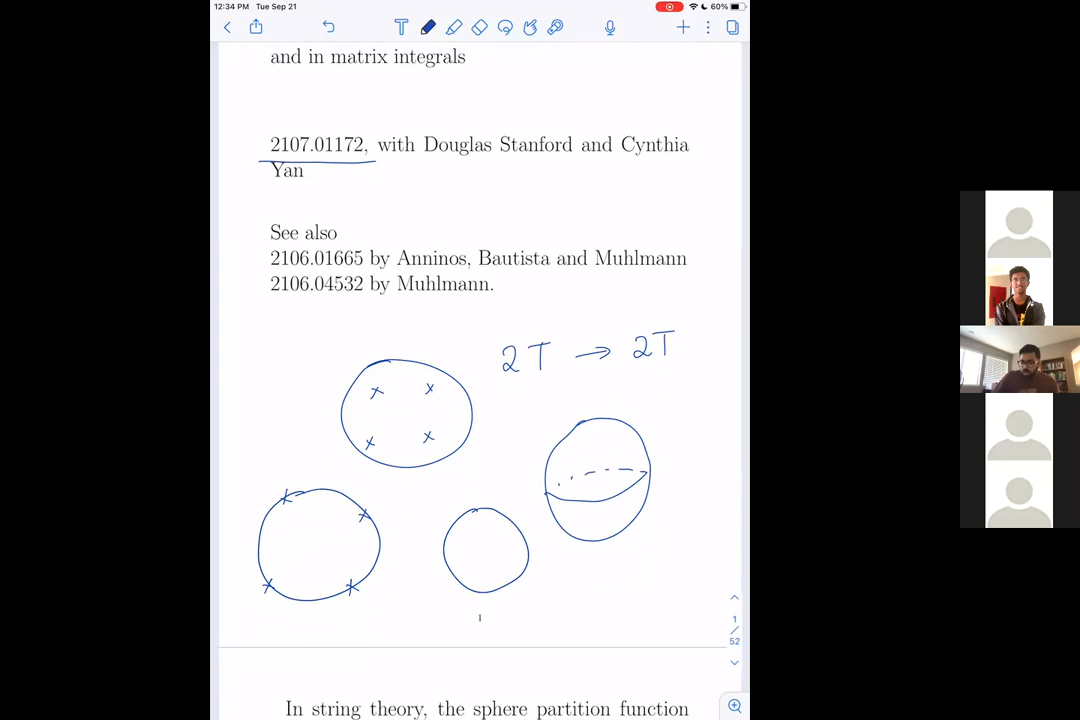 12:34 PM Tue Sep 21
60%
T
and in matrix integrals
2107.01172, with Douglas Stanford and Cynthia
Yan
See also
2106.01665 by Anninos, Bautista and Muhlmann
2106.04532 by Muhlmann.
2T → 2T
1
1
/
52
In string theory, the sphere partition function